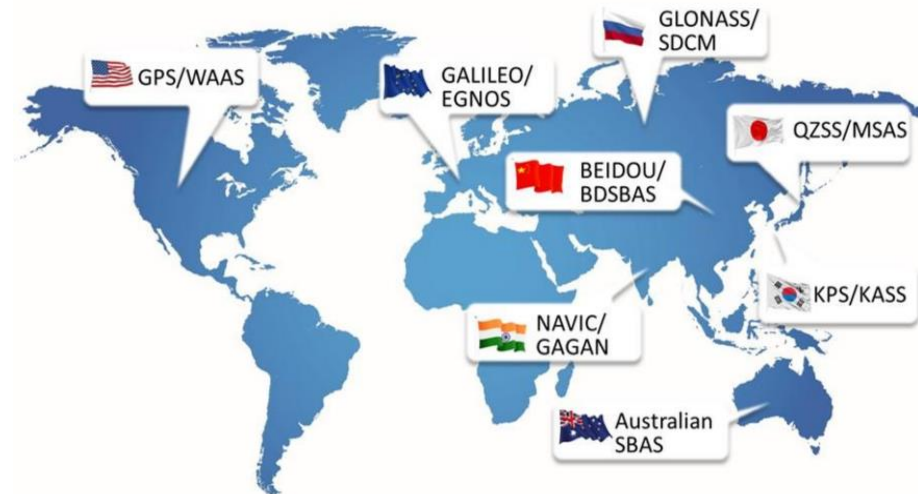 GPS/WAAS
GALILEO/
EGNOS
GLONASS/
SDCM
QZSS/MSAS
BEIDOU/
BDSBAS
KPS/KASS
NAVIC/
GAGAN
Australian
SBAS